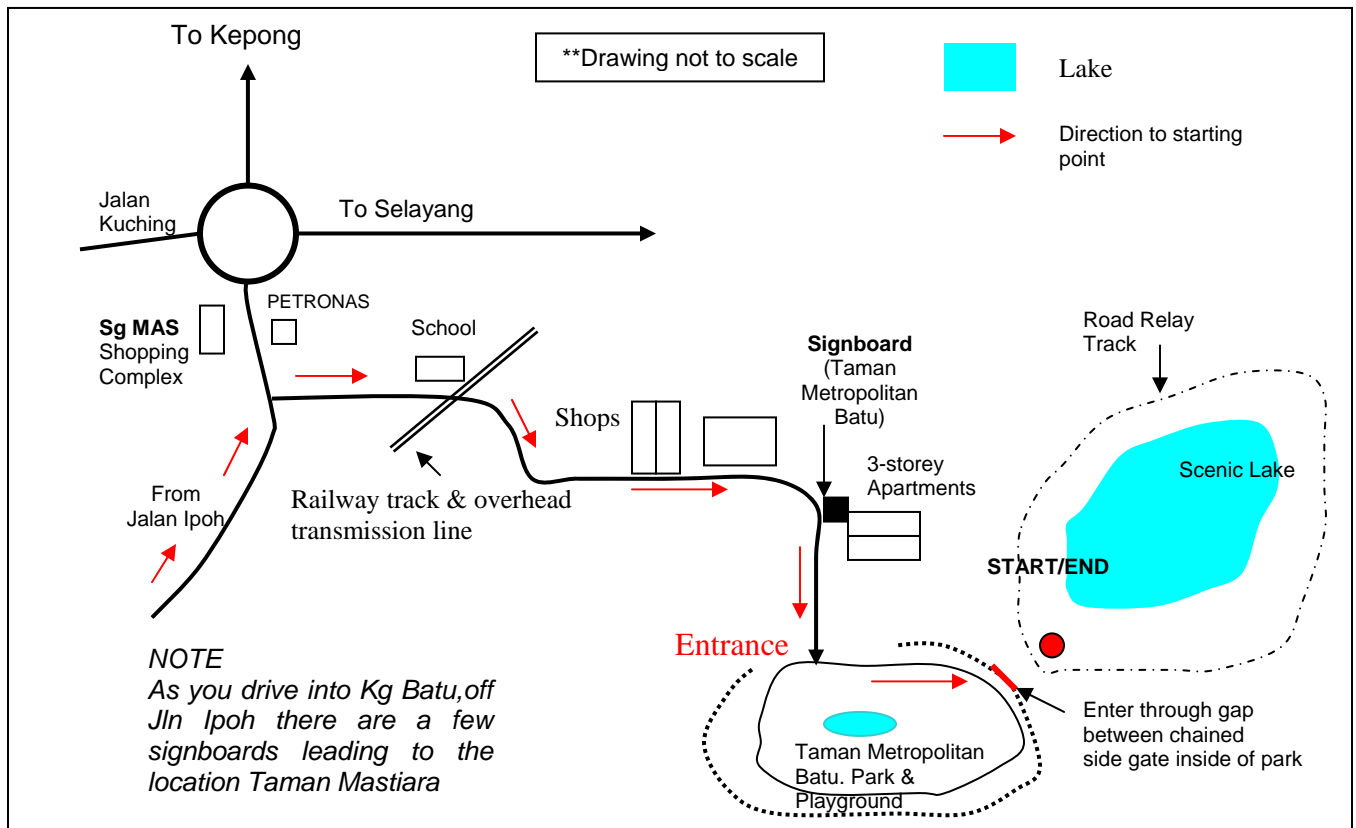 To Kepong
**Drawing not to scale
Lake
Direction to starting
point
Jalan
Kuching
To Selayang
PETRONAS
Sg MAS
Shopping
Complex
School
Signboard
(Taman
Metropolitan
Batu)
Road Relay
Track
Shops
3-storey
Apartments
Scenic Lake
From
Jalan Ipoh
Railway track & overhead
transmission line
START/END
Entrance
NOTE
As you drive into Kg Batu,off
Jln Ipoh there are a few
signboards leading to the
location Taman Mastiara
Taman Metropolitan
Batu. Park &
Playground
Enter through gap
between chained
side gate inside of park